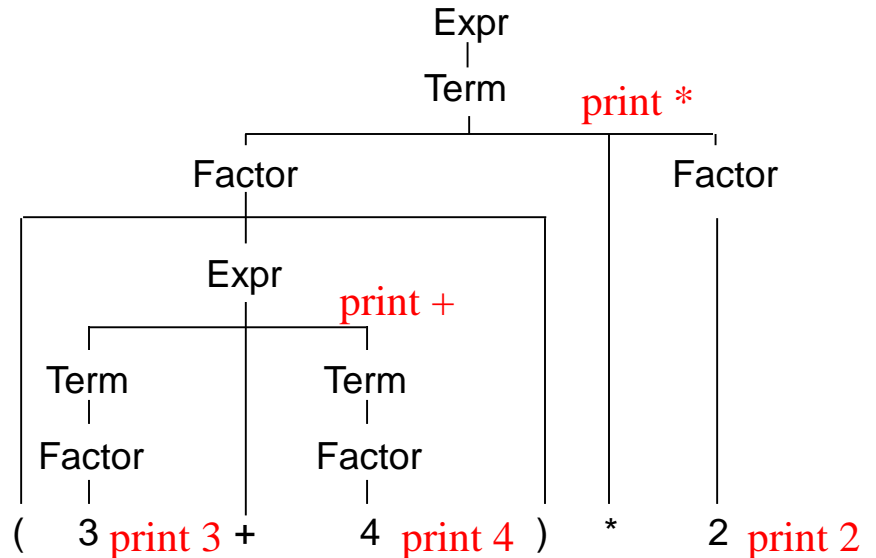 Expr
Term
print *
Factor Factor
Expr
print +
Term Term
Factor Factor
( 3 print 3 + 4 print 4 ) * 2 print 2